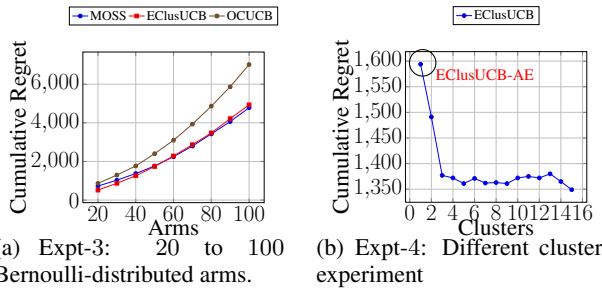 MOSS EClusUCB OCUCB
EClusUCB
Cumulative Regret
6,000
4,000
2,000
0
20 40 60 80 100
Arms
Cumulative Regret
1,600
1,550
1,500
1,450
1,400
1,350
EClusUCB-AE
0 2 4 6 8 10 12 14 16
Clusters
(a) Expt-3: 20 to 100
Bernoulli-distributed arms.
(b) Expt-4: Different cluster
experiment